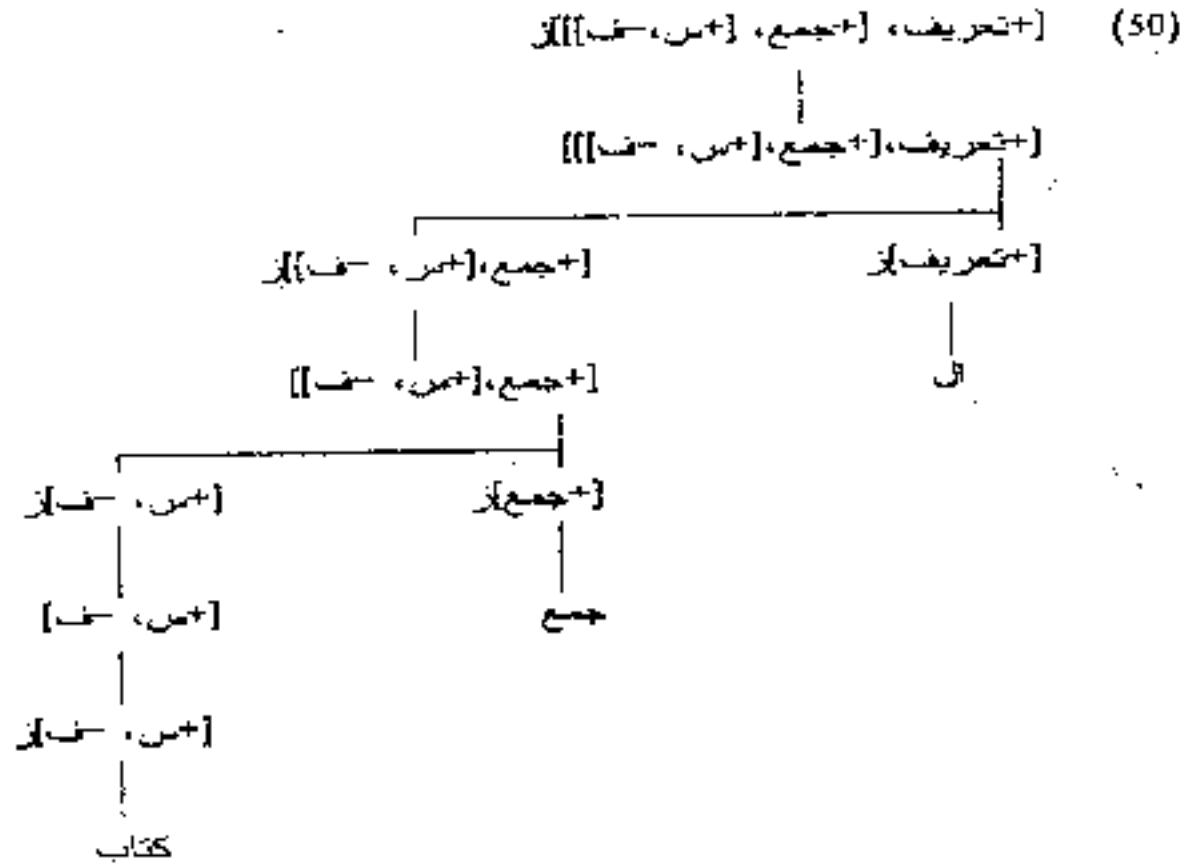 (50) [+تعريف، [+جمع، [+س، –ف]]]ز
[+تعريف،[+جمع،[+س، –ف]]]
[+تعريف]ز [+جمع،[+س، –ف]]ز
ال [+جمع،[+س، –ف]]
[+جمع]ز [+س، –ف]ز
جمع [+س، –ف]
[+س، –ف]ز
كتاب